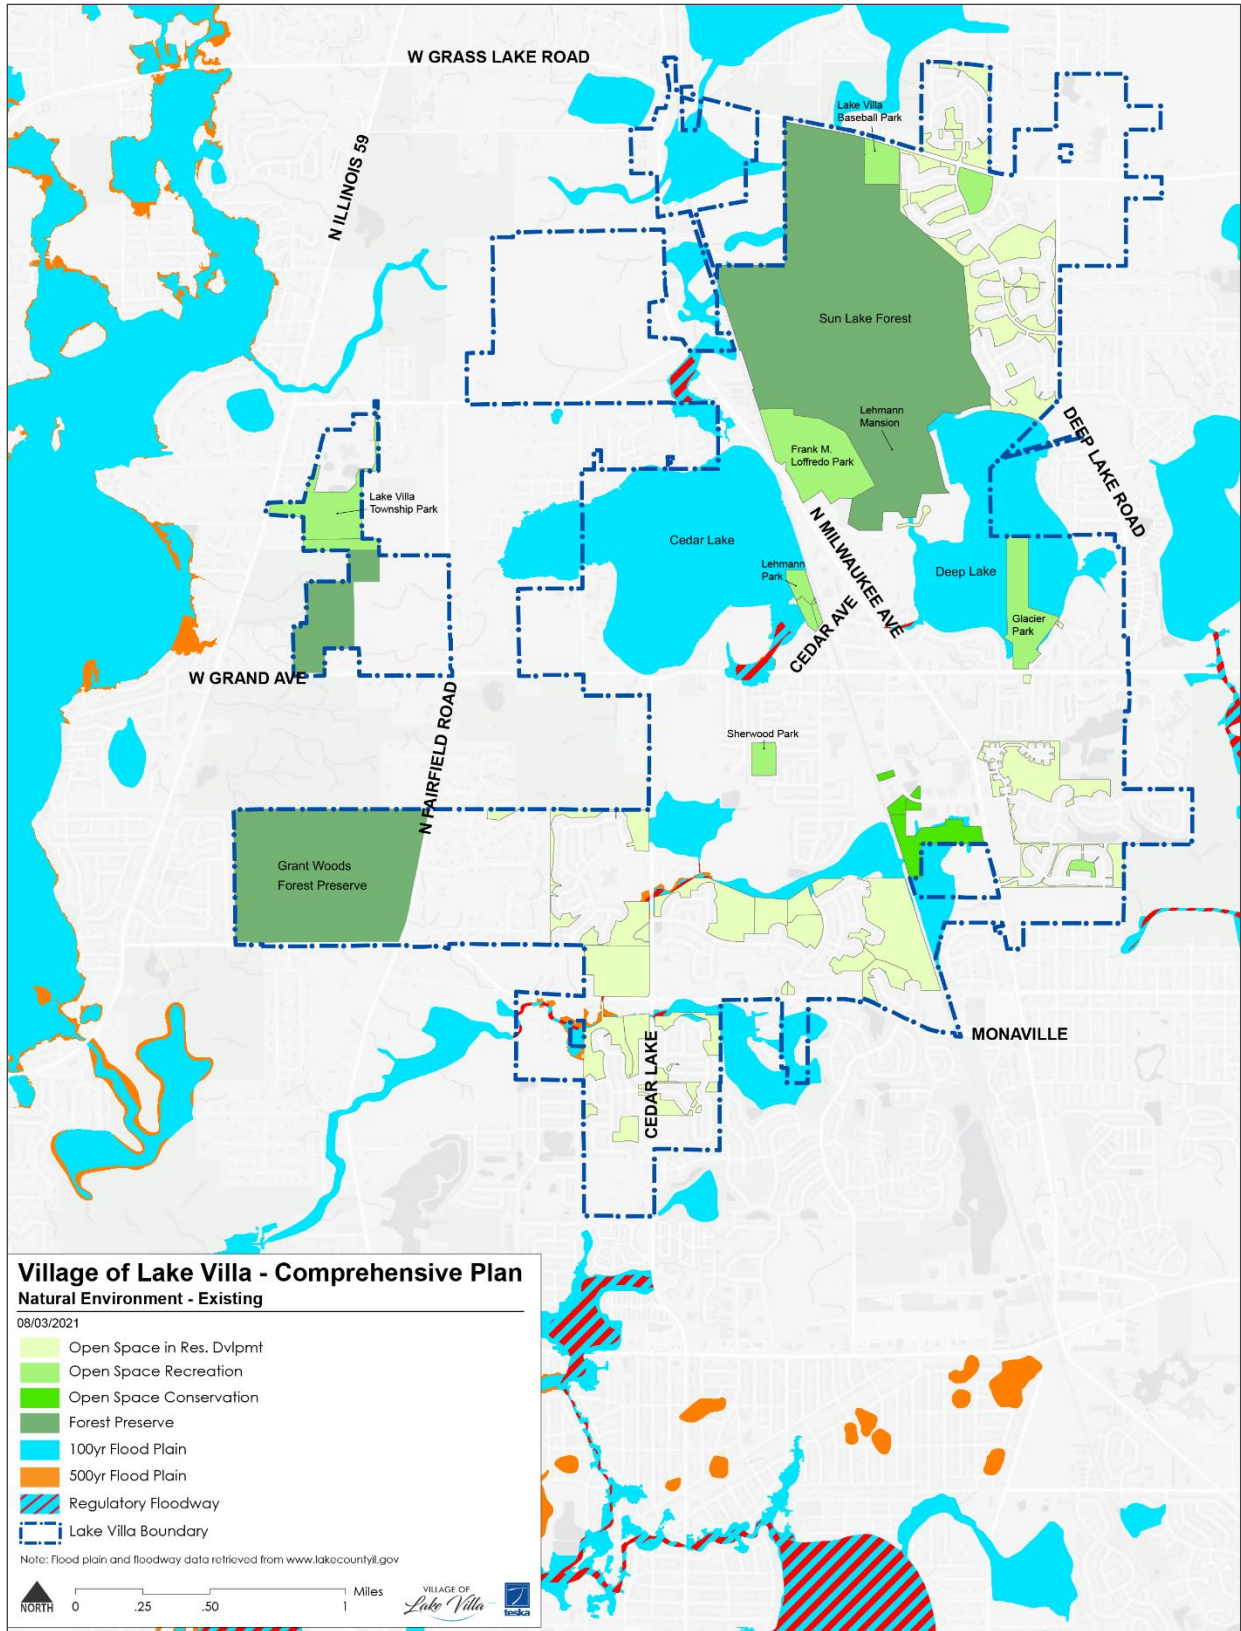 W GRASS LAKE ROAD
N ILLINOIS 59
Lake Villa
Baseball Park
Sun Lake Forest
Lehmann
Mansion
Frank M.
Loffredo Park
DEEP LAKE ROAD
Lake Villa
Township Park
Cedar Lake
N MILWAUKEE AVE
Lehmann
Park
Deep Lake
CEDAR AVE
Glacier
Park
W GRAND AVE
N FAIRFIELD ROAD
Sherwood Park
Grant Woods
Forest Preserve
MONAVILLE
CEDAR LAKE
Village of Lake Villa - Comprehensive Plan
Natural Environment - Existing
08/03/2021
Open Space in Res. Dvlpmt
Open Space Recreation
Open Space Conservation
Forest Preserve
100yr Flood Plain
500yr Flood Plain
Regulatory Floodway
Lake Villa Boundary
Note: Flood plain and floodway data retrieved from www.lakecountyil.gov
NORTH
0 .25 .50 1 Miles
VILLAGE OF
Lake Villa
teska